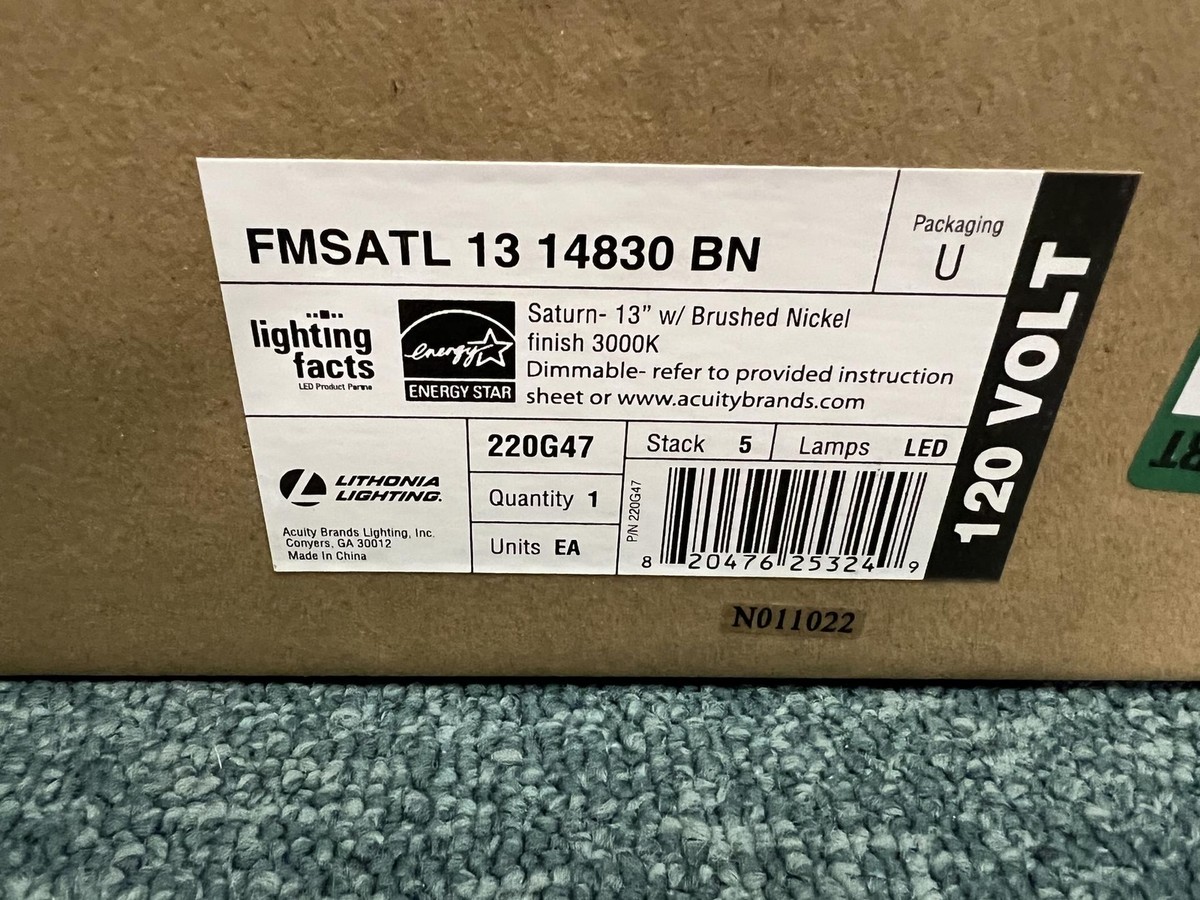 FMSATL 13 14830 BN
Packaging
U
120 VOLT
lighting
facts
LED Product Partne
energy
ENERGY STAR
Saturn- 13” w/ Brushed Nickel
finish 3000K
Dimmable- refer to provided instruction
sheet or www.acuitybrands.com
LITHONIA
LIGHTING.
Acuity Brands Lighting, Inc.
Conyers, GA 30012
Made In China
220G47
Quantity 1
Units EA
Stack 5
Lamps LED
P/N 220G47
8 20476 25324 9
N011022